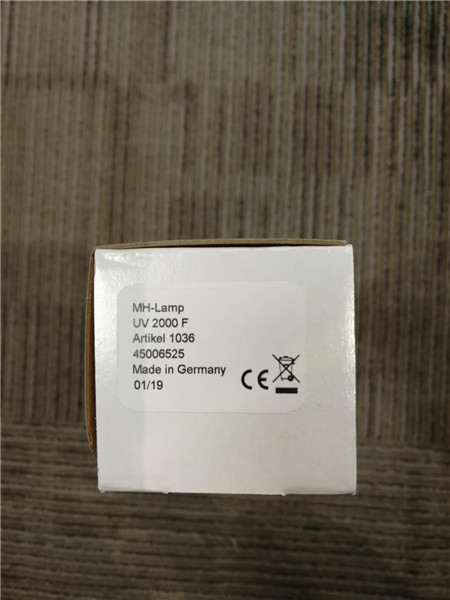 MH-Lamp
UV 2000 F
Artikel 1036
45006525
Made in Germany
01/19
CE